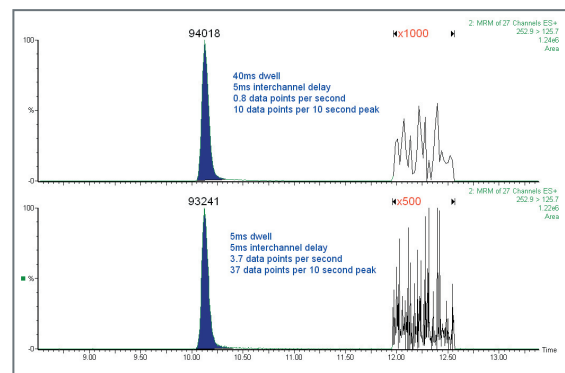 94018
x1000
2: MRM of 27 Channels ES+
252.9 > 125.7
1.24e6
Area
100
%
-0
40ms dwell
5ms interchannel delay
0.8 data points per second
10 data points per 10 second peak
93241
x500
2: MRM of 27 Channels ES+
252.9 > 125.7
1.22e6
Area
100
%
-0
5ms dwell
5ms interchannel delay
3.7 data points per second
37 data points per 10 second peak
9.00 9.50 10.00 10.50 11.00 11.50 12.00 12.50 13.00 Time